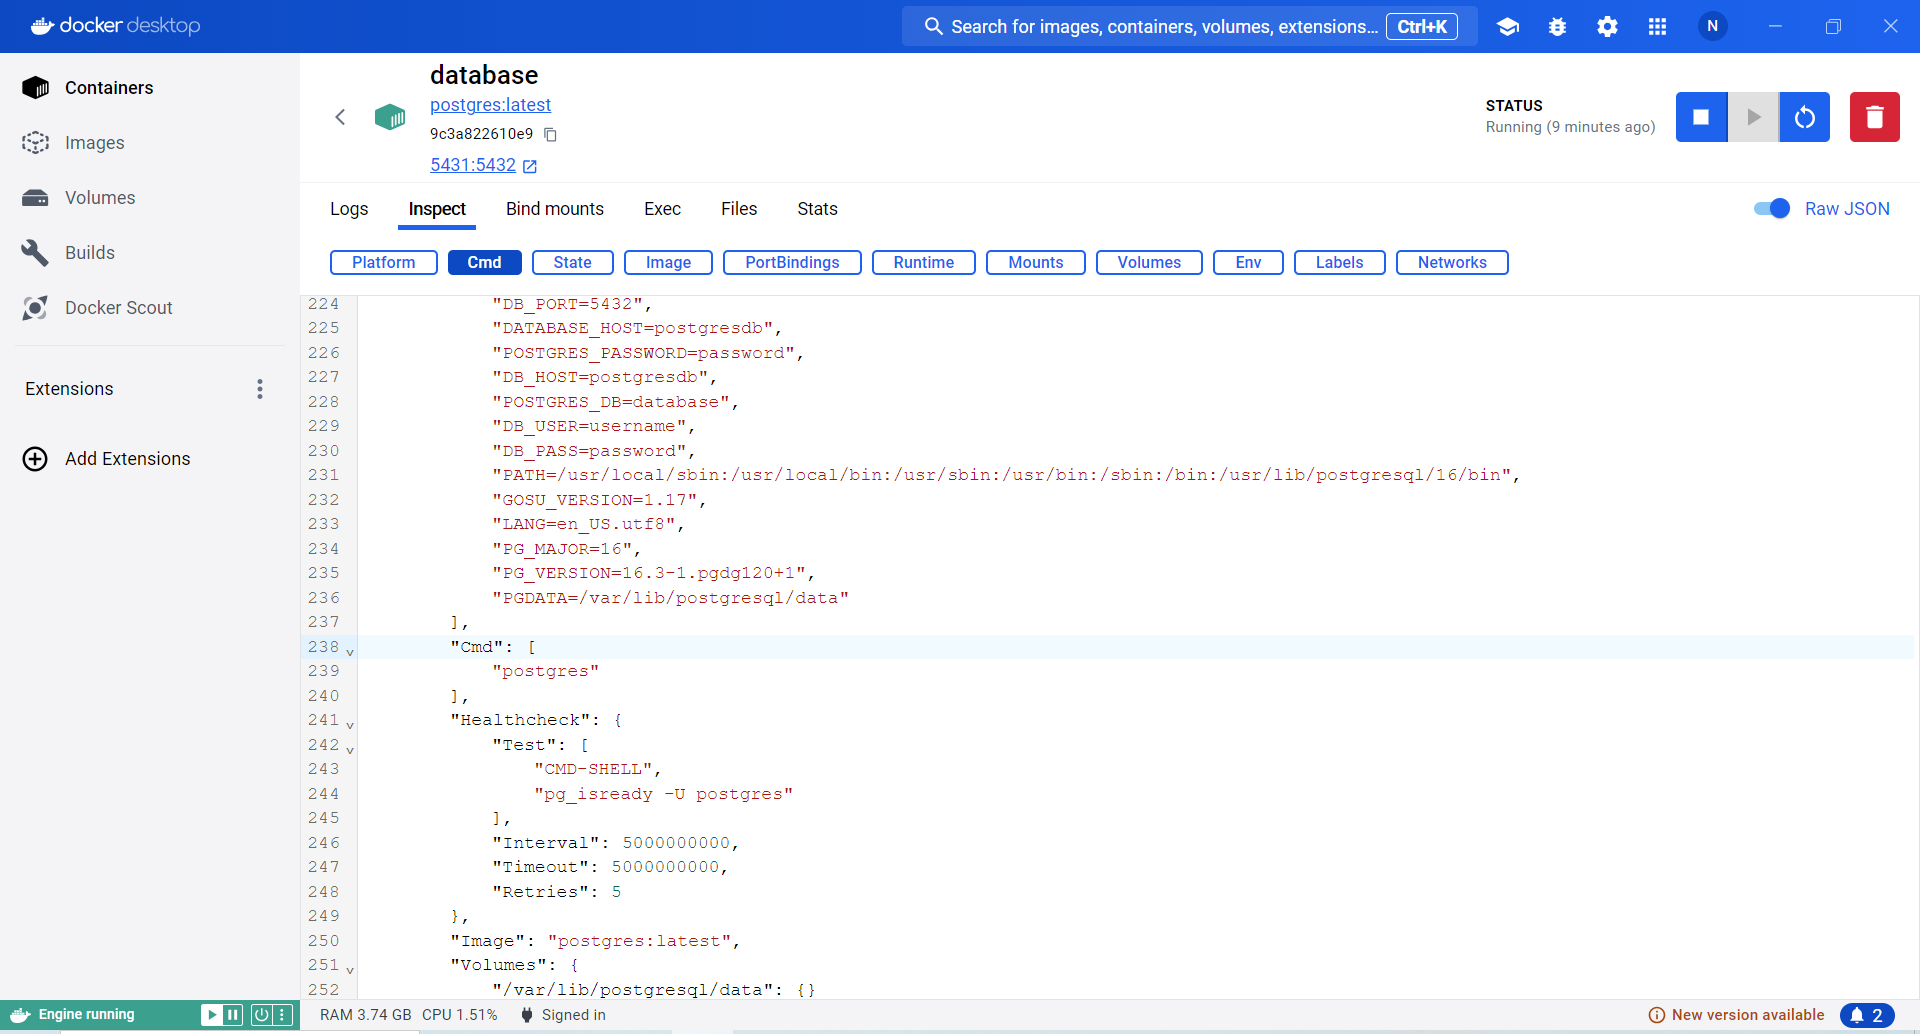 docker desktop
Search for images, containers, volumes, extensions... Ctrl+K
N
Containers
Images
Volumes
Builds
Docker Scout
Extensions
Add Extensions
database
postgres:latest
9c3a822610e9
5431:5432
STATUS
Running (9 minutes ago)
Logs Inspect Bind mounts Exec Files Stats
Raw JSON
Platform Cmd State Image PortBindings Runtime Mounts Volumes Env Labels Networks
224 "DB_PORT=5432",
225 "DATABASE_HOST=postgresdb",
226 "POSTGRES_PASSWORD=password",
227 "DB_HOST=postgresdb",
228 "POSTGRES_DB=database",
229 "DB_USER=username",
230 "DB_PASS=password",
231 "PATH=/usr/local/sbin:/usr/local/bin:/usr/sbin:/usr/bin:/sbin:/bin:/usr/lib/postgresql/16/bin",
232 "GOSU_VERSION=1.17",
233 "LANG=en_US.utf8",
234 "PG_MAJOR=16",
235 "PG_VERSION=16.3-1.pgdg120+1",
236 "PGDATA=/var/lib/postgresql/data"
237 ],
238 "Cmd": [
239 "postgres"
240 ],
241 "Healthcheck": {
242 "Test": [
243 "CMD-SHELL",
244 "pg_isready -U postgres"
245 ],
246 "Interval": 5000000000,
247 "Timeout": 5000000000,
248 "Retries": 5
249 },
250 "Image": "postgres:latest",
251 "Volumes": {
252 "/var/lib/postgresql/data": {}
Engine running
RAM 3.74 GB CPU 1.51% Signed in
New version available
2